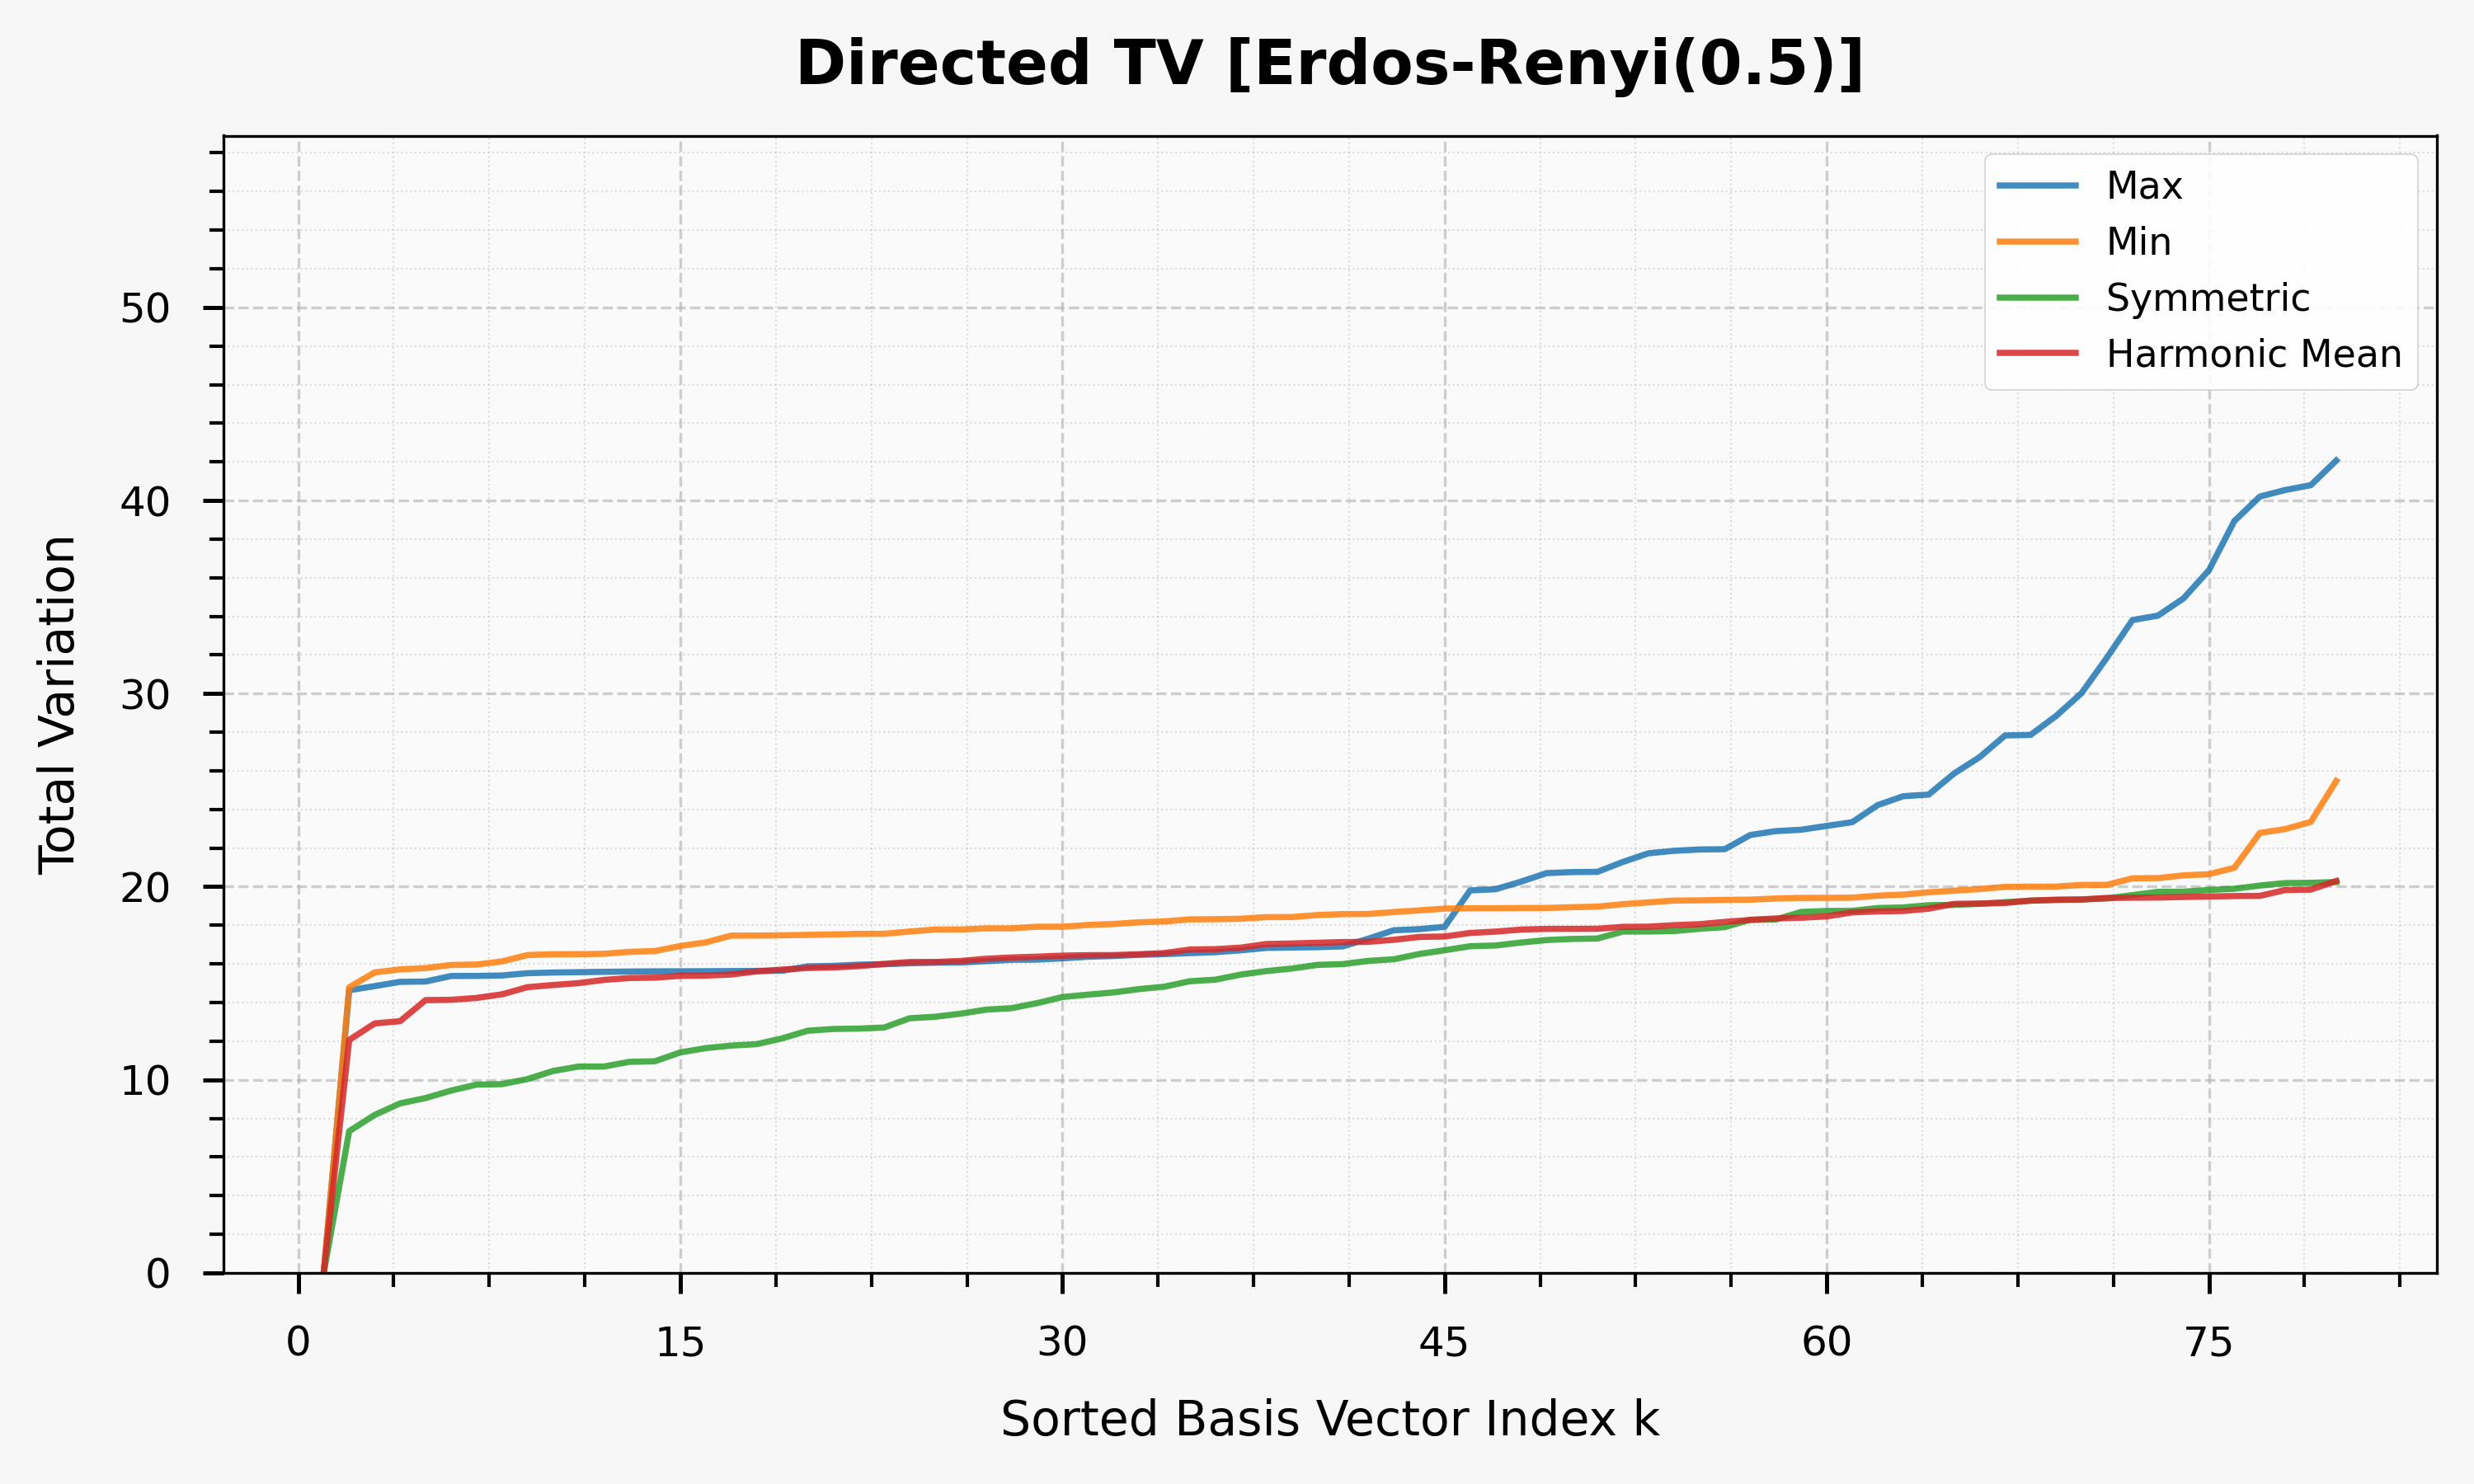 Directed TV [Erdos-Renyi(0.5)]
Max
Min
Symmetric
Harmonic Mean
Total Variation
50
40
30
20
10
0
0 15 30 45 60 75
Sorted Basis Vector Index k